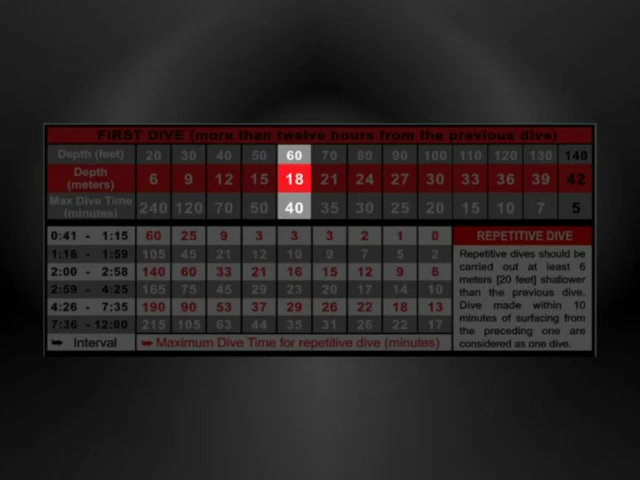 FIRST DIVE (more than twelve hours from the previous dive)
Depth (feet) 20 30 40 50 60 70 80 90 100 110 120 130 140
Depth (meters) 6 9 12 15 18 21 24 27 30 33 36 39 42
Max Dive Time (minutes) 240 120 70 50 40 35 30 25 20 15 10 7 5
0:41 - 1:15 60 25 9 3 3 3 2 1 0
1:16 - 1:59 105 45 21 12 10 9 7 5 2
2:00 - 2:58 140 60 33 21 16 15 12 9 6
2:59 - 4:25 165 75 45 29 23 20 17 14 10
4:26 - 7:35 190 90 53 37 29 26 22 18 13
7:36 - 12:00 215 105 63 44 35 31 26 22 17
Interval Maximum Dive Time for repetitive dive (minutes)
REPETITIVE DIVE
Repetitive dives should be
carried out at least 6
meters [20 feet] shallower
than the previous dive.
Dive made within 10
minutes of surfacing from
the preceding one are
considered as one dive.